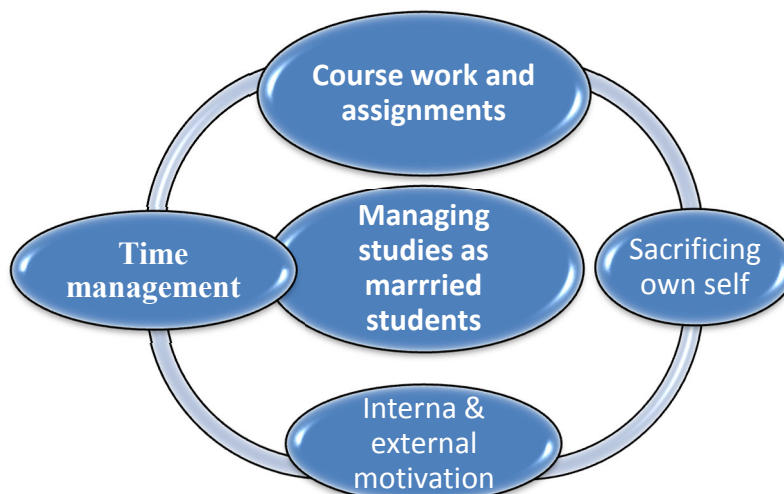 Course work and
assignments
Managing
studies as
marrried
students
Time
management
Sacrificing
own self
Interna &
external
motivation